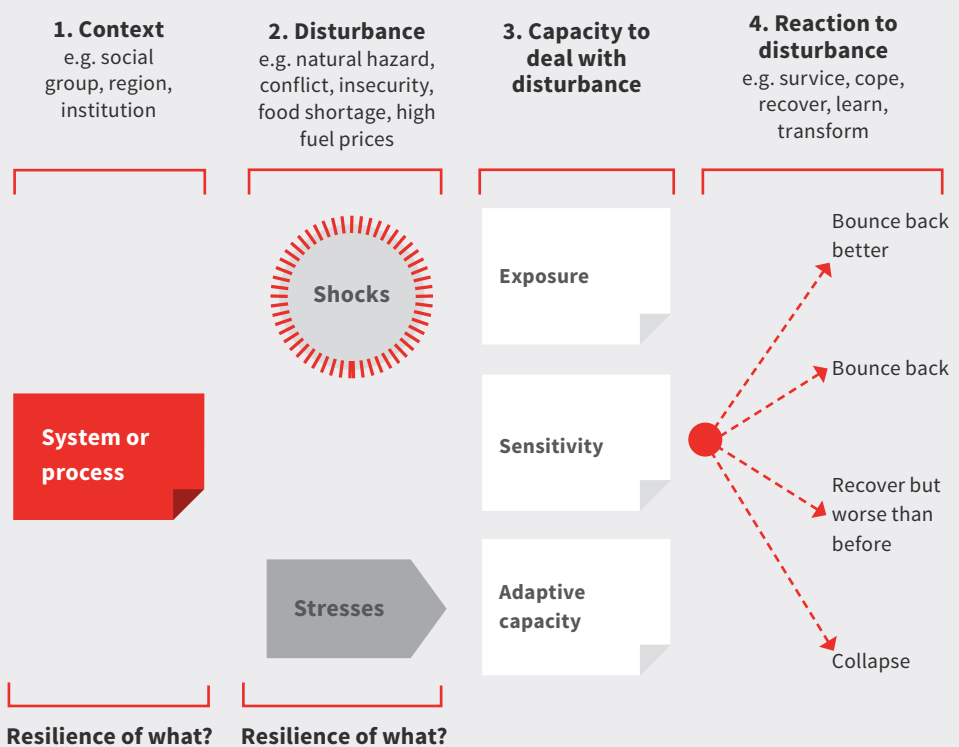 1. Context
e.g. social
group, region,
institution
2. Disturbance
e.g. natural hazard,
conflict, insecurity,
food shortage, high
fuel prices
3. Capacity to
deal with
disturbance
4. Reaction to
disturbance
e.g. survice, cope,
recover, learn,
transform
System or
process
Shocks
Stresses
Exposure
Sensitivity
Adaptive
capacity
Bounce back
better
Bounce back
Recover but
worse than
before
Collapse
Resilience of what?
Resilience of what?